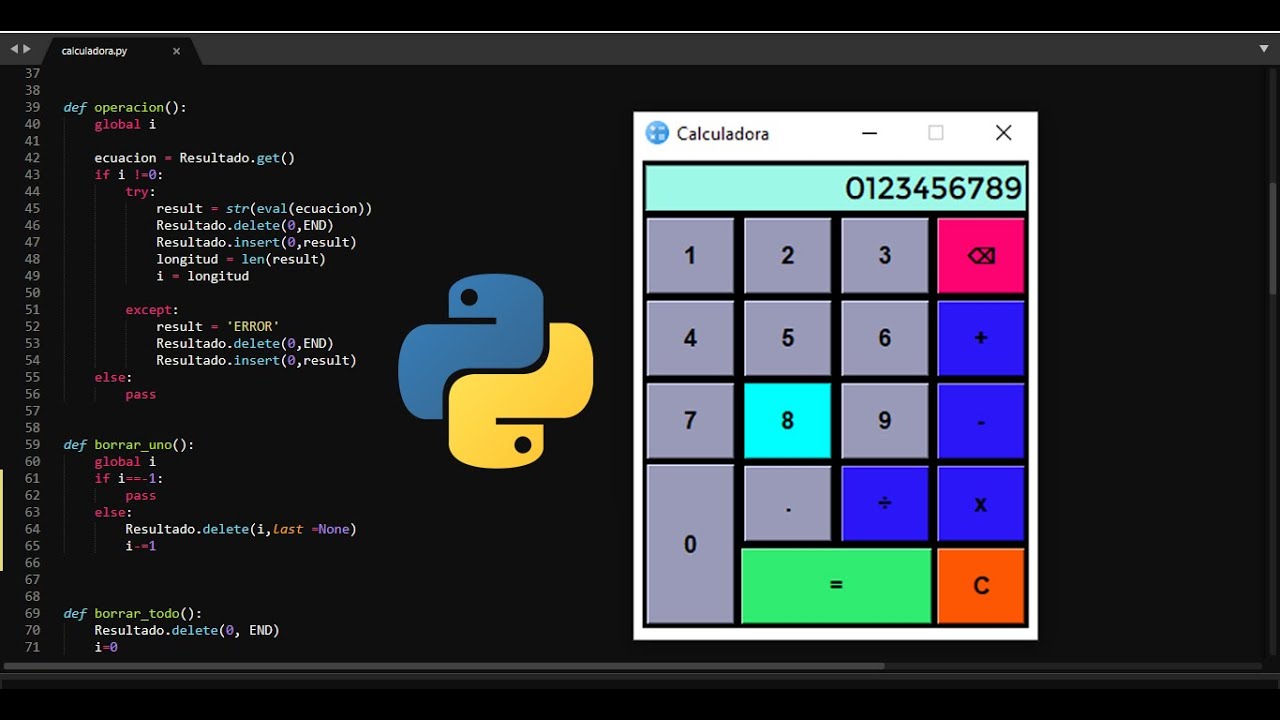 calculadora.py ×
37
38
39 def operacion():
40 global i
41
42 ecuacion = Resultado.get()
43 if i !=0:
44 try:
45 result = str(eval(ecuacion))
46 Resultado.delete(0,END)
47 Resultado.insert(0,result)
48 longitud = len(result)
49 i = longitud
50
51 except:
52 result = 'ERROR'
53 Resultado.delete(0,END)
54 Resultado.insert(0,result)
55 else:
56 pass
57
58
59 def borrar_uno():
60 global i
61 if i==-1:
62 pass
63 else:
64 Resultado.delete(i,last =None)
65 i-=1
66
67
68
69 def borrar_todo():
70 Resultado.delete(0, END)
71 i=0
Calculadora
0123456789
1 2 3 ⌫
4 5 6 +
7 8 9 -
. ÷ x
0
= C